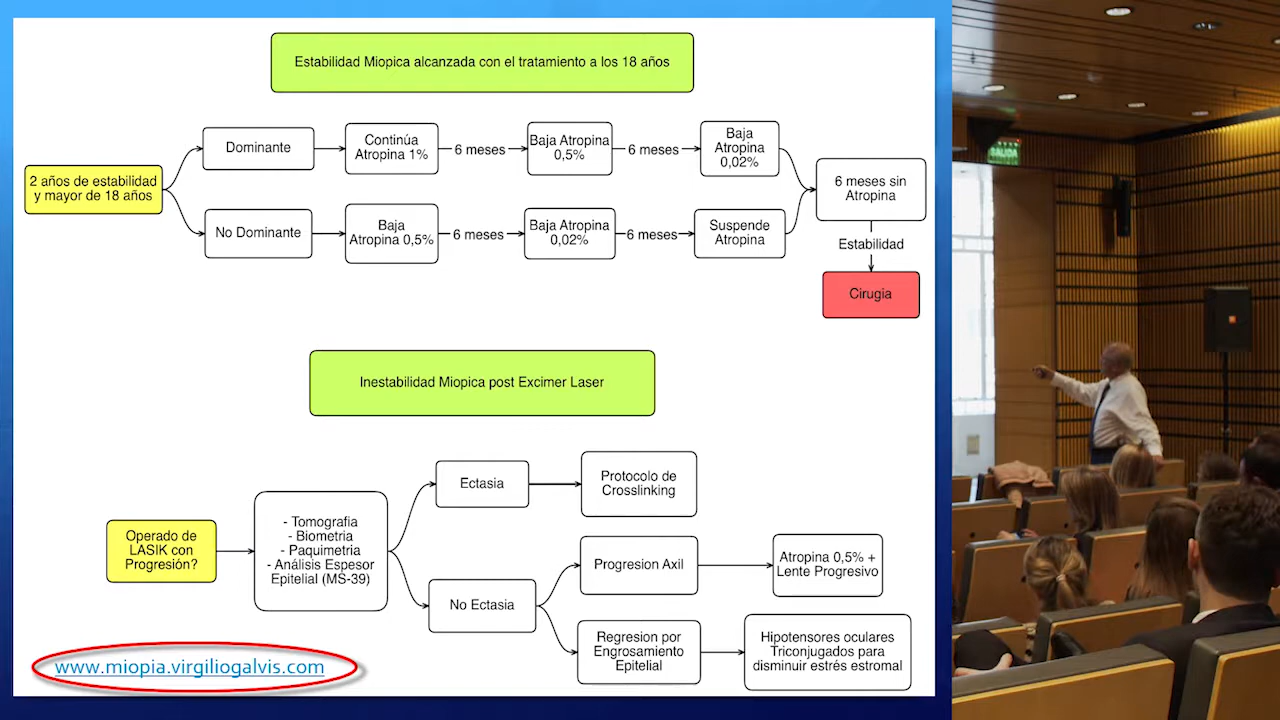 Estabilidad Miopica alcanzada con el tratamiento a los 18 años
2 años de estabilidad
y mayor de 18 años
Dominante
Continúa
Atropina 1%
6 meses
Baja Atropina
0,5%
6 meses
Baja
Atropina
0,02%
No Dominante
Baja
Atropina 0,5%
6 meses
Baja Atropina
0,02%
6 meses
Suspende
Atropina
6 meses sin
Atropina
Estabilidad
Cirugia
Inestabilidad Miopica post Excimer Laser
Operado de
LASIK con
Progresión?
- Tomografia
- Biometria
- Paquimetria
- Análisis Espesor
Epitelial (MS-39)
Ectasia
Protocolo de
Crosslinking
No Ectasia
Progresion Axil
Atropina 0,5% +
Lente Progresivo
Regresion por
Engrosamiento
Epitelial
Hipotensores oculares
Triconjugados para
disminuir estrés estromal
www.miopia.virgiliogalvis.com
SALIDA